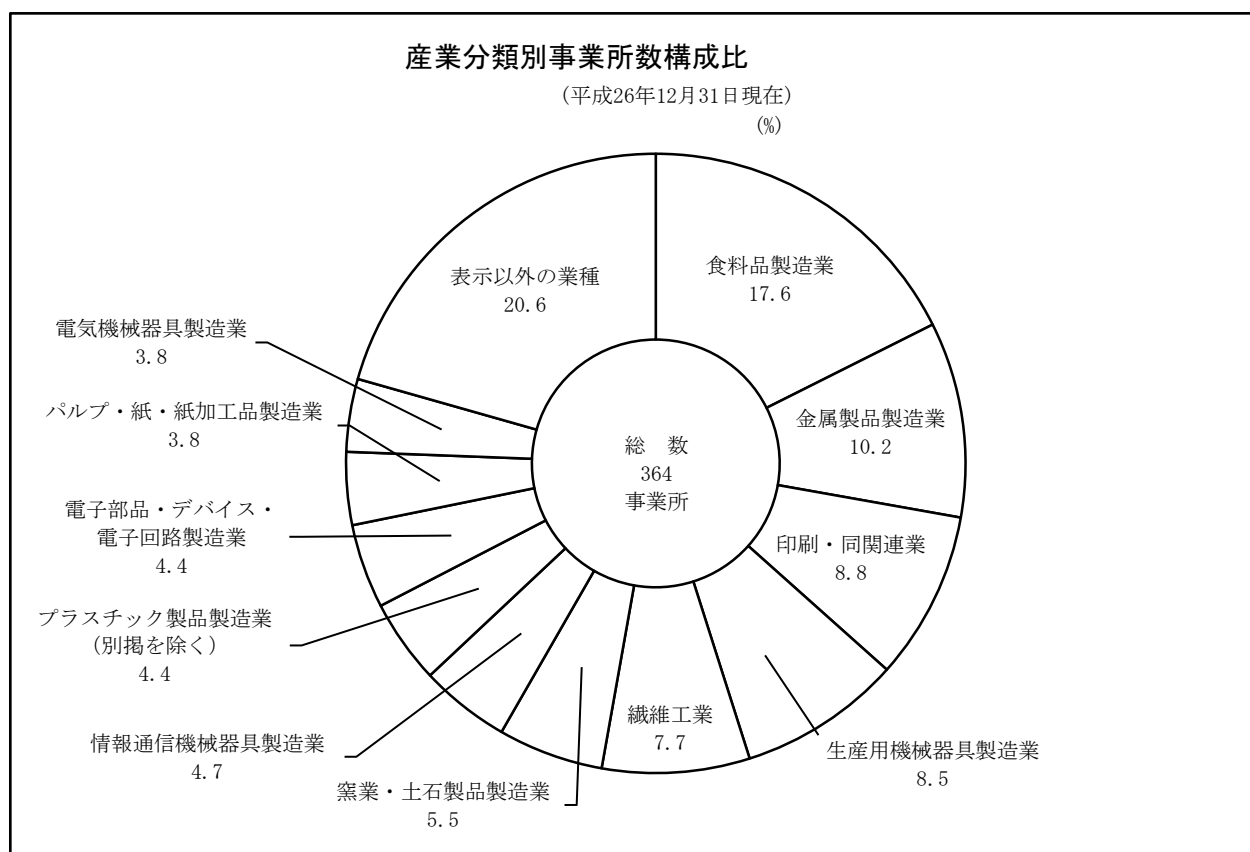 産業分類別事業所数構成比
(平成26年12月31日現在)
(%)
食料品製造業
17.6
金属製品製造業
10.2
印刷・同関連業
8.8
生産用機械器具製造業
8.5
繊維工業
7.7
窯業・土石製品製造業
5.5
情報通信機械器具製造業
4.7
プラスチック製品製造業
(別掲を除く)
4.4
電子部品・デバイス・
電子回路製造業
4.4
パルプ・紙・紙加工品製造業
3.8
電気機械器具製造業
3.8
表示以外の業種
20.6
総　数
364
事業所